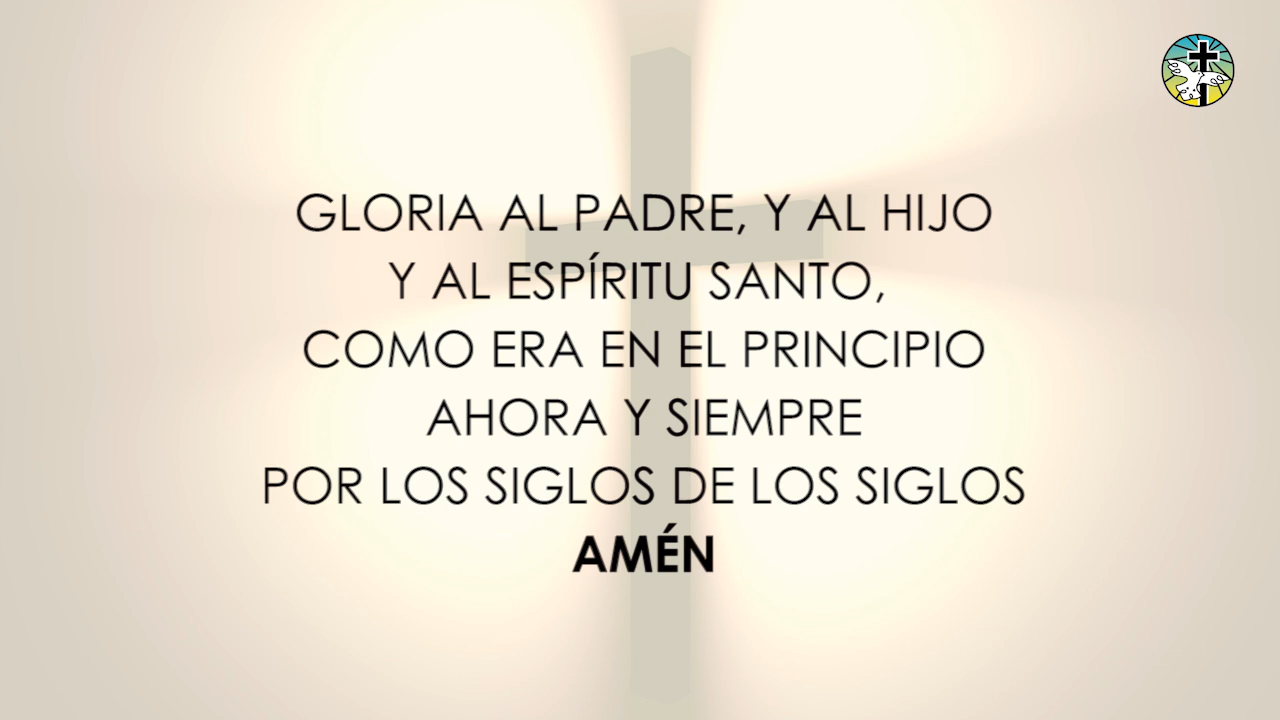 GLORIA AL PADRE, Y AL HIJO
Y AL ESPÍRITU SANTO,
COMO ERA EN EL PRINCIPIO
AHORA Y SIEMPRE
POR LOS SIGLOS DE LOS SIGLOS
AMÉN